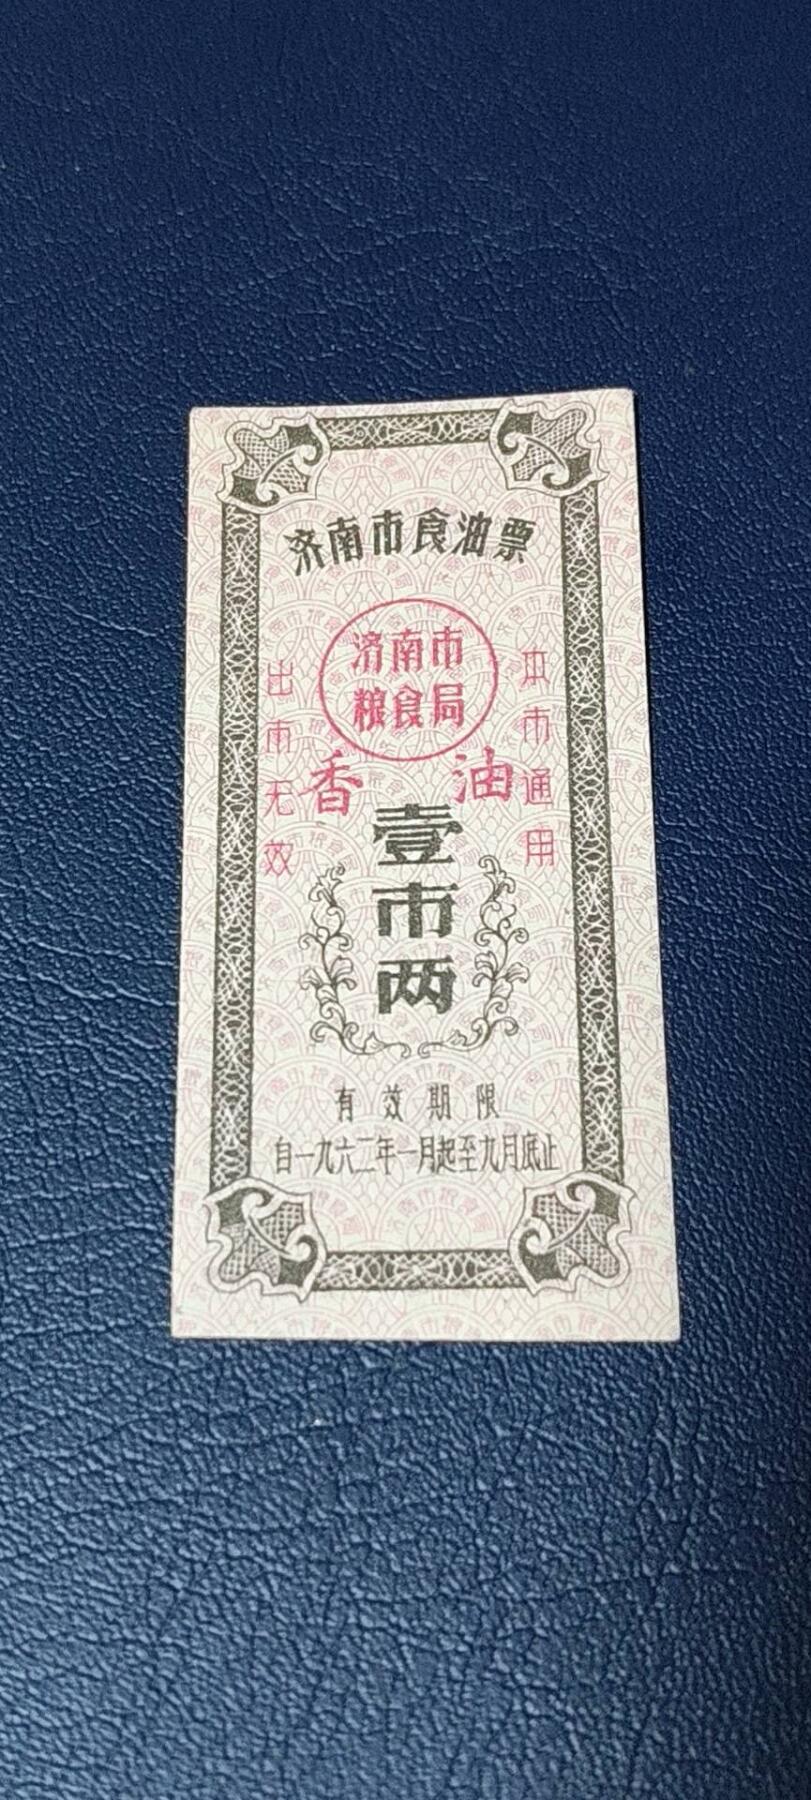 济南市食油票
济南市
粮食局
本市通用
出市无效
香油
壹市两
有效期限
自一九六二年一月起至九月底止